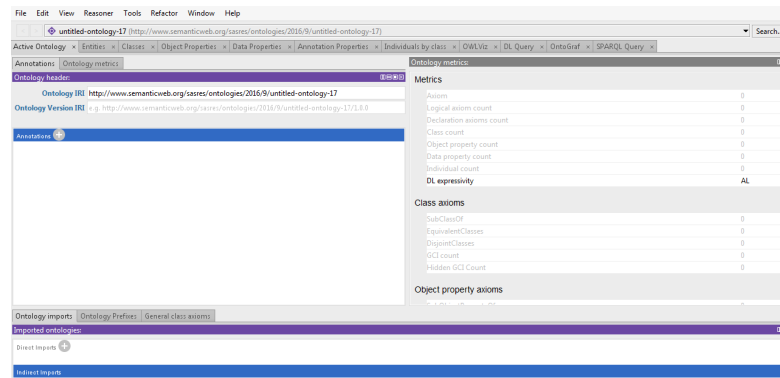 File Edit View Reasoner Tools Refactor Window Help
untitled-ontology-17 (http://www.semanticweb.org/sasres/ontologies/2016/9/untitled-ontology-17) Search..
Active Ontology × Entities × Classes × Object Properties × Data Properties × Annotation Properties × Individuals by class × OWLViz × DL Query × OntoGraf × SPARQL Query ×
Annotations Ontology metrics
Ontology header:
Ontology IRI http://www.semanticweb.org/sasres/ontologies/2016/9/untitled-ontology-17
Ontology Version IRI e.g. http://www.semanticweb.org/sasres/ontologies/2016/9/untitled-ontology-17/1.0.0
Annotations
Ontology metrics:
Metrics
Axiom 0
Logical axiom count 0
Declaration axioms count 0
Class count 0
Object property count 0
Data property count 0
Individual count 0
DL expressivity AL
Class axioms
SubClassOf 0
EquivalentClasses 0
DisjointClasses 0
GCI count 0
Hidden GCI Count 0
Object property axioms
Ontology imports Ontology Prefixes General class axioms
Imported ontologies:
Direct Imports
Indirect Imports